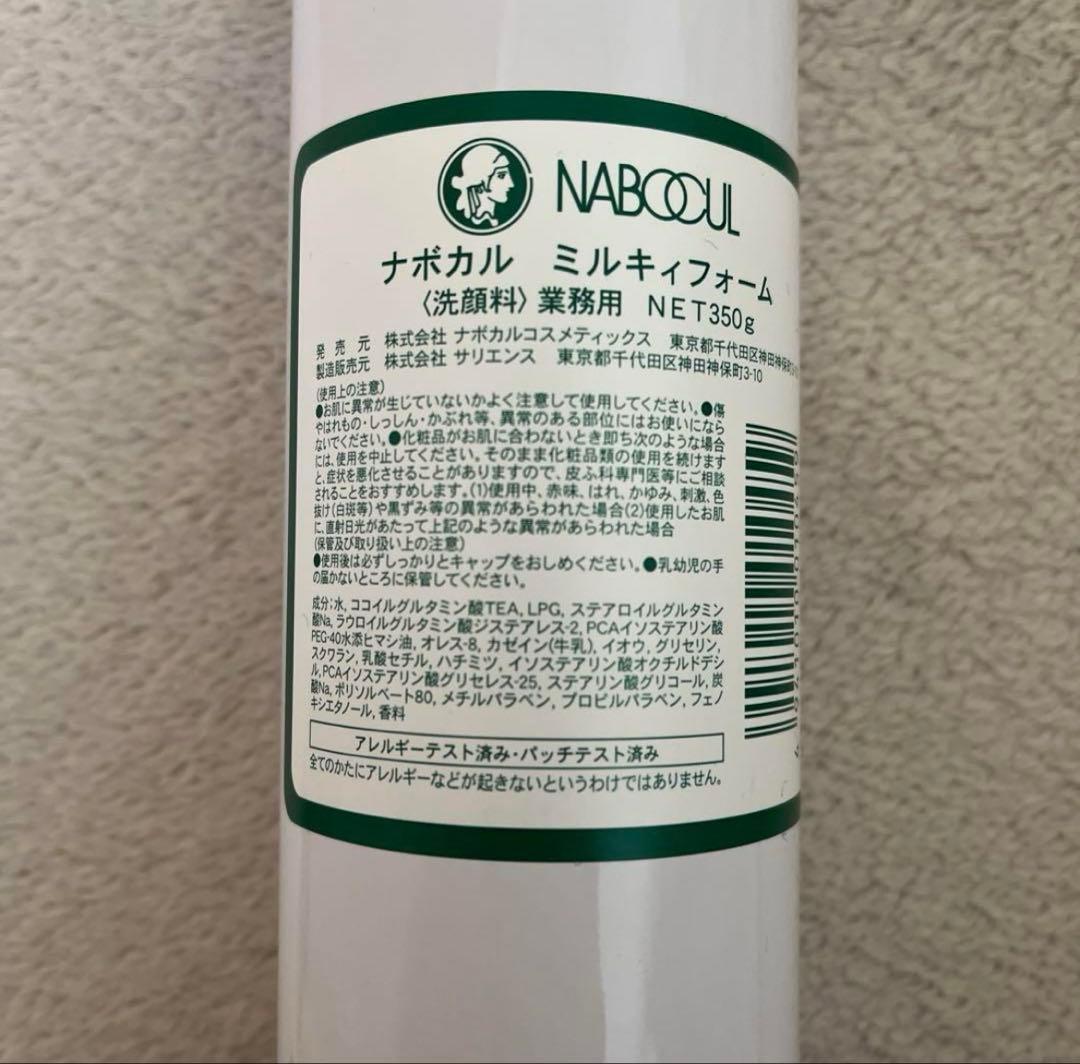 NABOCUL
ナボカル ミルキィフォーム
〈洗顔料〉業務用 NET350g
発売元 株式会社 ナボカルコスメティックス 東京都千代田区神田神保町
製造販売元 株式会社 サリエンス 東京都千代田区神田神保町3-10
(使用上の注意)
●お肌に異常が生じていないかよく注意して使用してください。●傷
やはれもの・しっしん・かぶれ等、異常のある部位にはお使いになら
ないでください。●化粧品がお肌に合わないとき即ち次のような場合
には、使用を中止してください。そのまま化粧品類の使用を続けます
と、症状を悪化させることがありますので、皮ふ科専門医等にご相談
されることをおすすめします。(1)使用中、赤味、はれ、かゆみ、刺激、色
抜け(白斑等)や黒ずみ等の異常があらわれた場合(2)使用したお肌
に、直射日光があたって上記のような異常があらわれた場合
(保管及び取り扱い上の注意)
●使用後は必ずしっかりとキャップをおしめください。●乳幼児の手
の届かないところに保管してください。
成分:水, ココイルグルタミン酸TEA, LPG, ステアロイルグルタミン
酸Na, ラウロイルグルタミン酸ジステアレス-2, PCAイソステアリン酸
PEG-40水添ヒマシ油, オレス-8, カゼイン(牛乳), イオウ, グリセリン,
スクワラン, 乳酸セチル, ハチミツ, イソステアリン酸オクチルドデシ
ル, PCAイソステアリン酸グリセレス-25, ステアリン酸グリコール, 炭
酸Na, ポリソルベート80, メチルパラベン, プロピルパラベン, フェノ
キシエタノール, 香料
アレルギーテスト済み・パッチテスト済み
全てのかたにアレルギーなどが起きないというわけではありません。